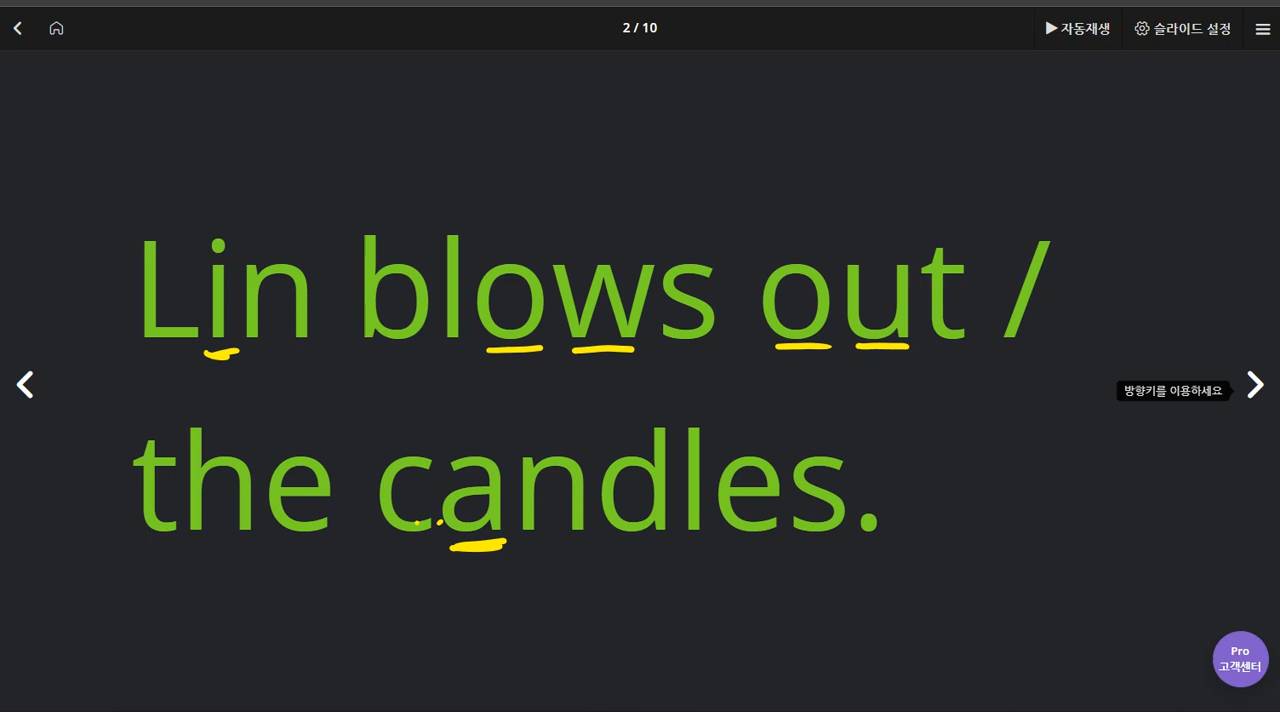 2 / 10
자동재생
슬라이드 설정
Lin blows out /
방향키를 이용하세요
the candles.
Pro
고객센터